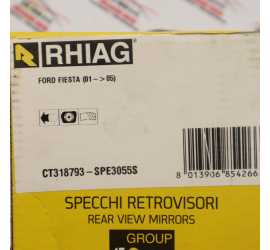 RHIAG
FORD FIESTA (01 -> 05)
CT318793-SPE3055S
8 013906 854266
SPECCHI RETROVISORI
REAR VIEW MIRRORS
GROUP